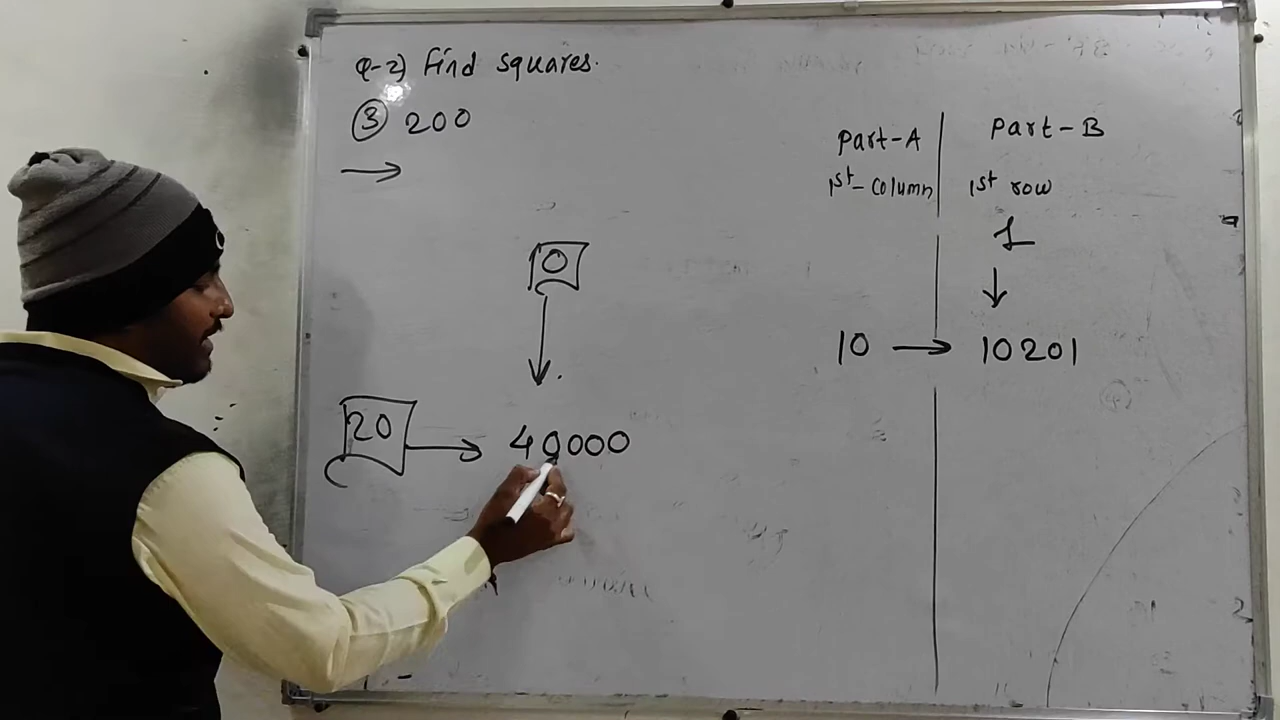 Q-2) Find squares.
③ 200
0
20 → 40000
Part-A Part-B
1st-column 1st row
1
10 → 10201